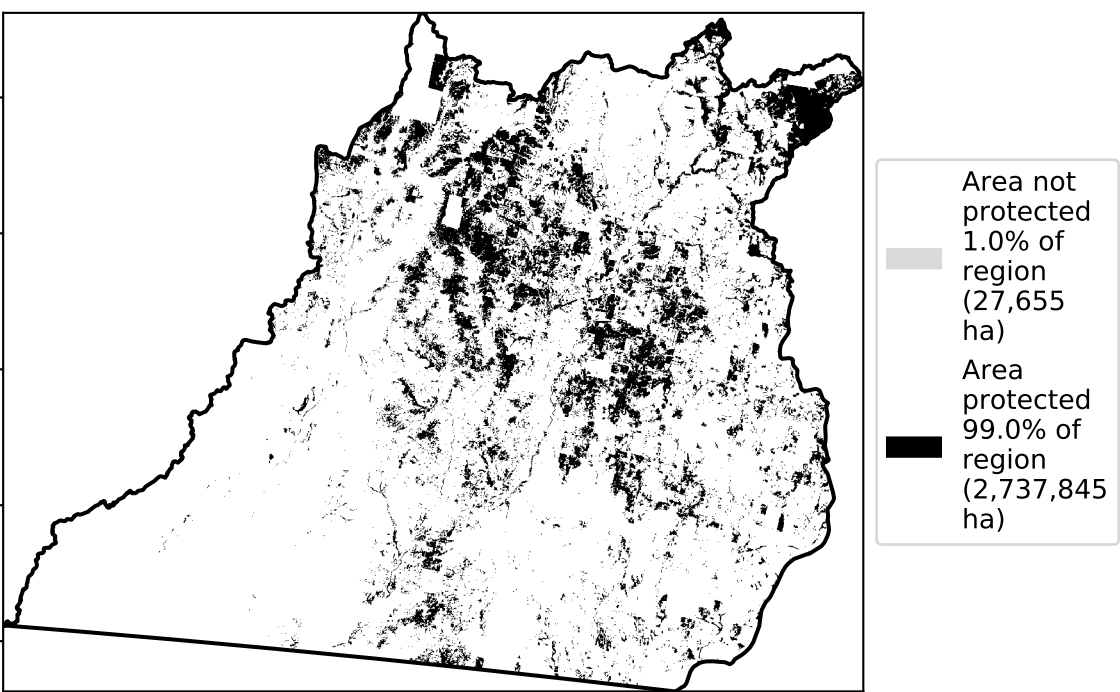 Area not
protected
1.0% of
region
(27,655
ha)
Area
protected
99.0% of
region
(2,737,845
ha)